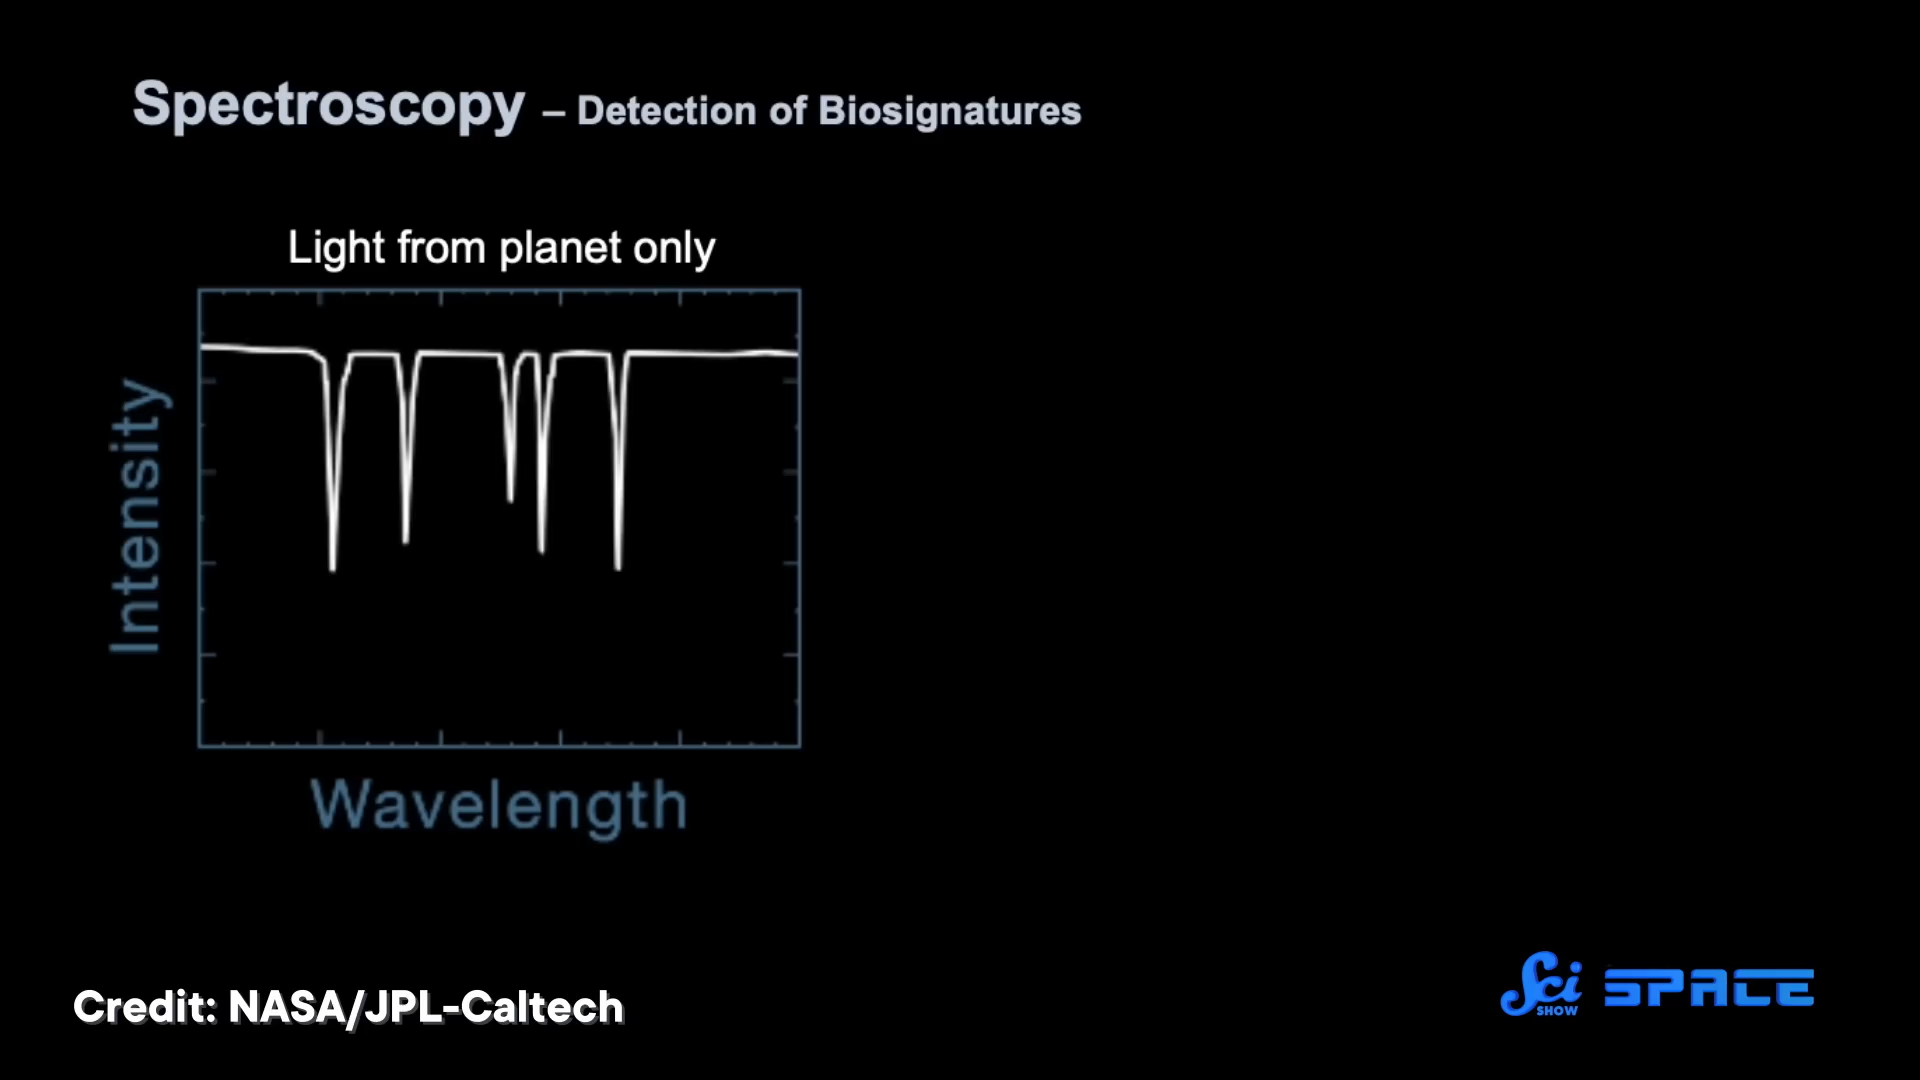 Spectroscopy – Detection of Biosignatures
Light from planet only
Intensity
Wavelength
Credit: NASA/JPL-Caltech
Sci SHOW SPACE